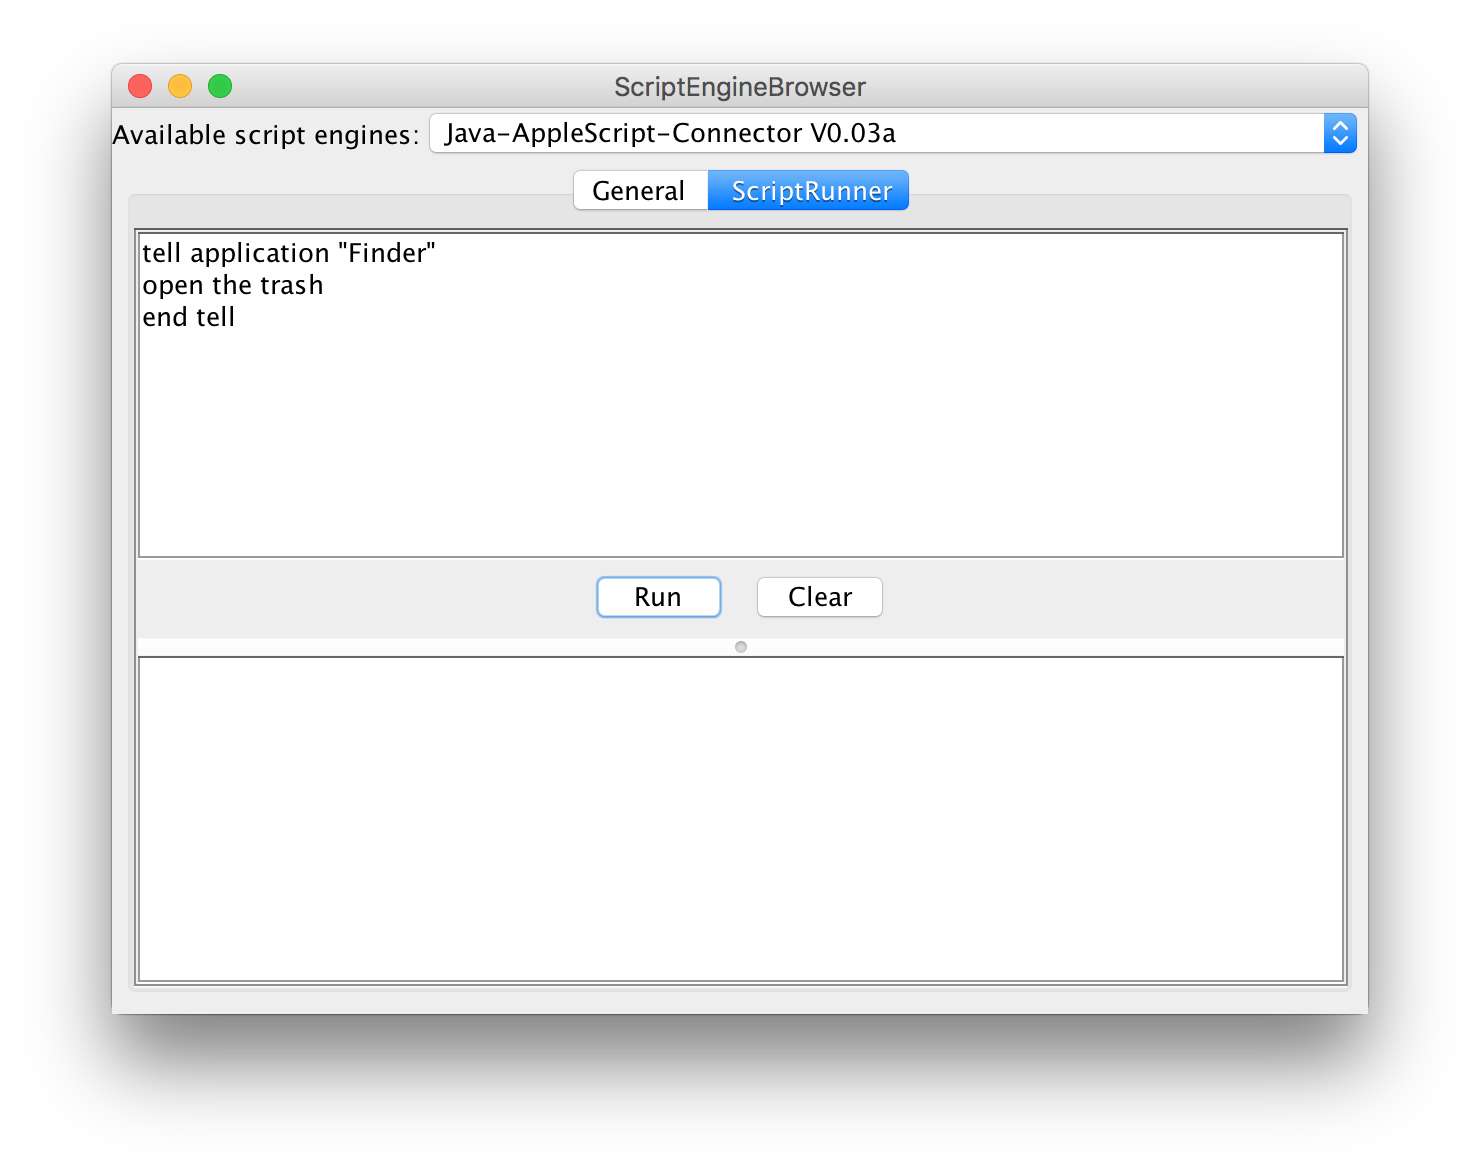 ScriptEngineBrowser
Available script engines: Java-AppleScript-Connector V0.03a
General ScriptRunner
tell application "Finder"
open the trash
end tell
Run Clear